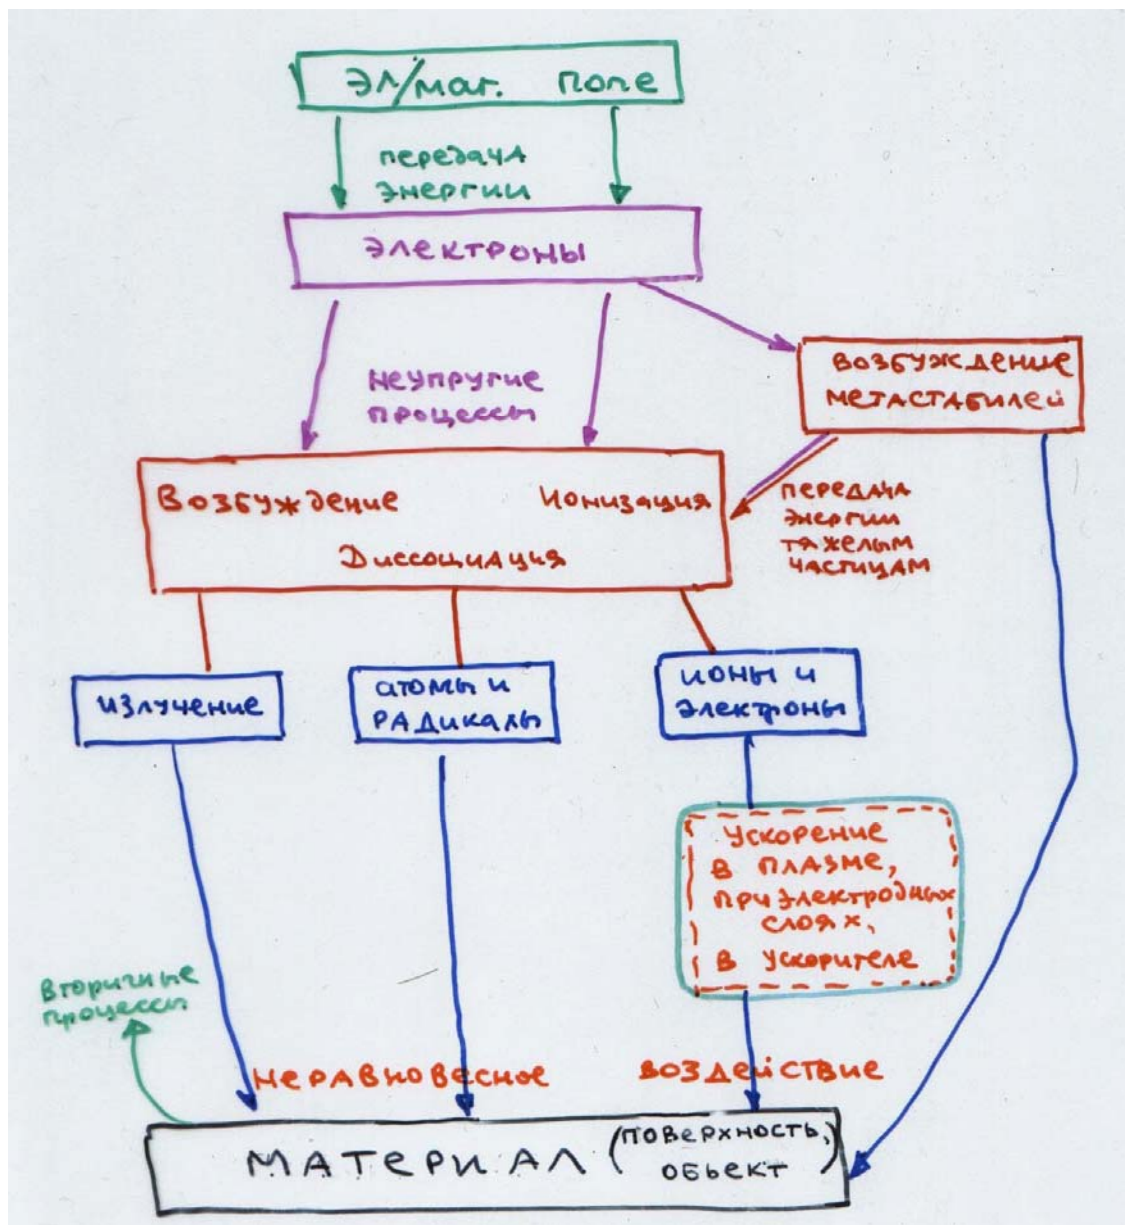 Эл/маг. поле
передача
энергии
электроны
Возбуждение
метастабилей
неупругие
процессы
Возбуждение Ионизация
Диссоциация
передача
энергии
тяжелым
частицам
излучение
атомы и
радикалы
ионы и
электроны
Ускорение
в плазме,
приэлектродных
слоях,
в ускорителе
Вторичные
процессы
неравновесное воздействие
Материал (поверхность,
обьект)